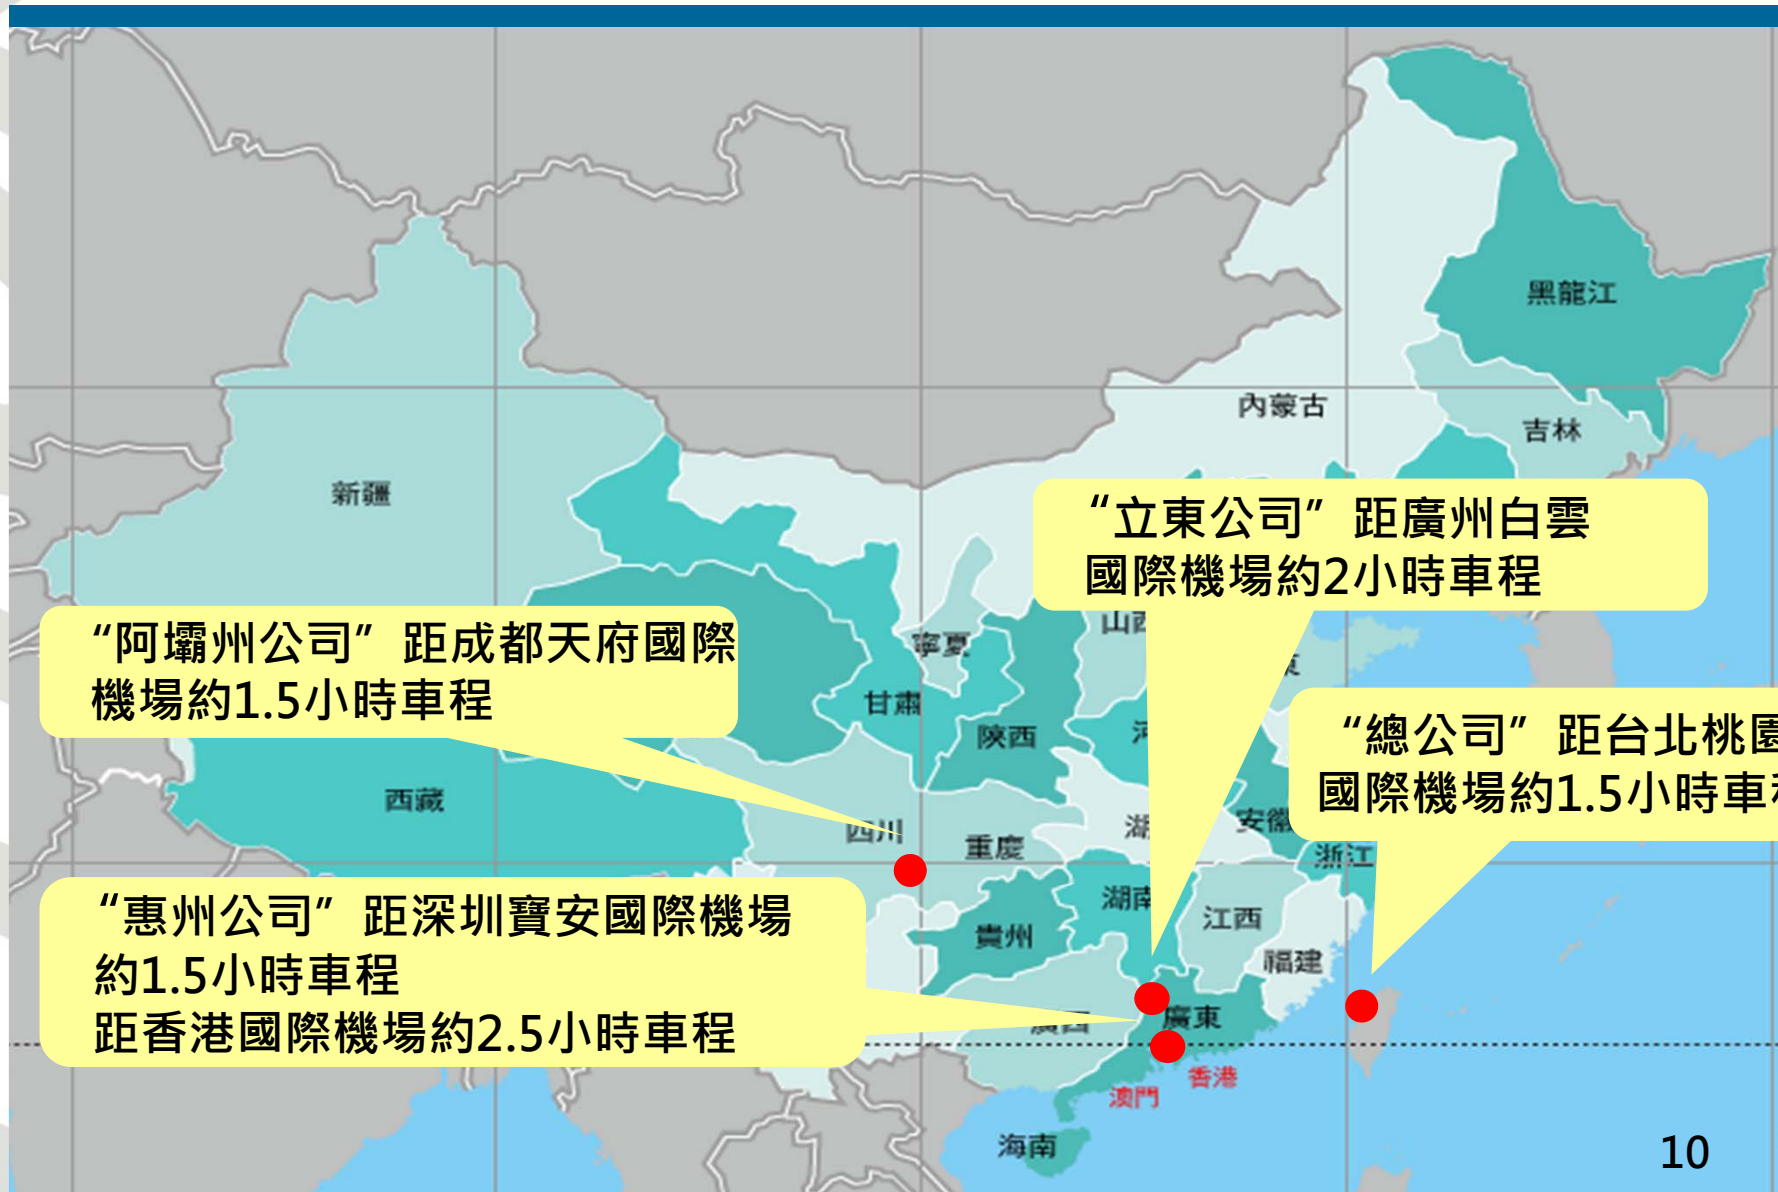 黑龍江
內蒙古
吉林
新疆
“立東公司”距廣州白雲
國際機場約2小時車程
“阿壩州公司”距成都天府國際
機場約1.5小時車程
寧夏
甘肅
陝西
“總公司”距台北桃園
國際機場約1.5小時車程
西藏
四川
重慶
安徽
浙江
“惠州公司”距深圳寶安國際機場
約1.5小時車程
距香港國際機場約2.5小時車程
湖南
貴州
江西
福建
廣西
廣東
香港
澳門
海南
10